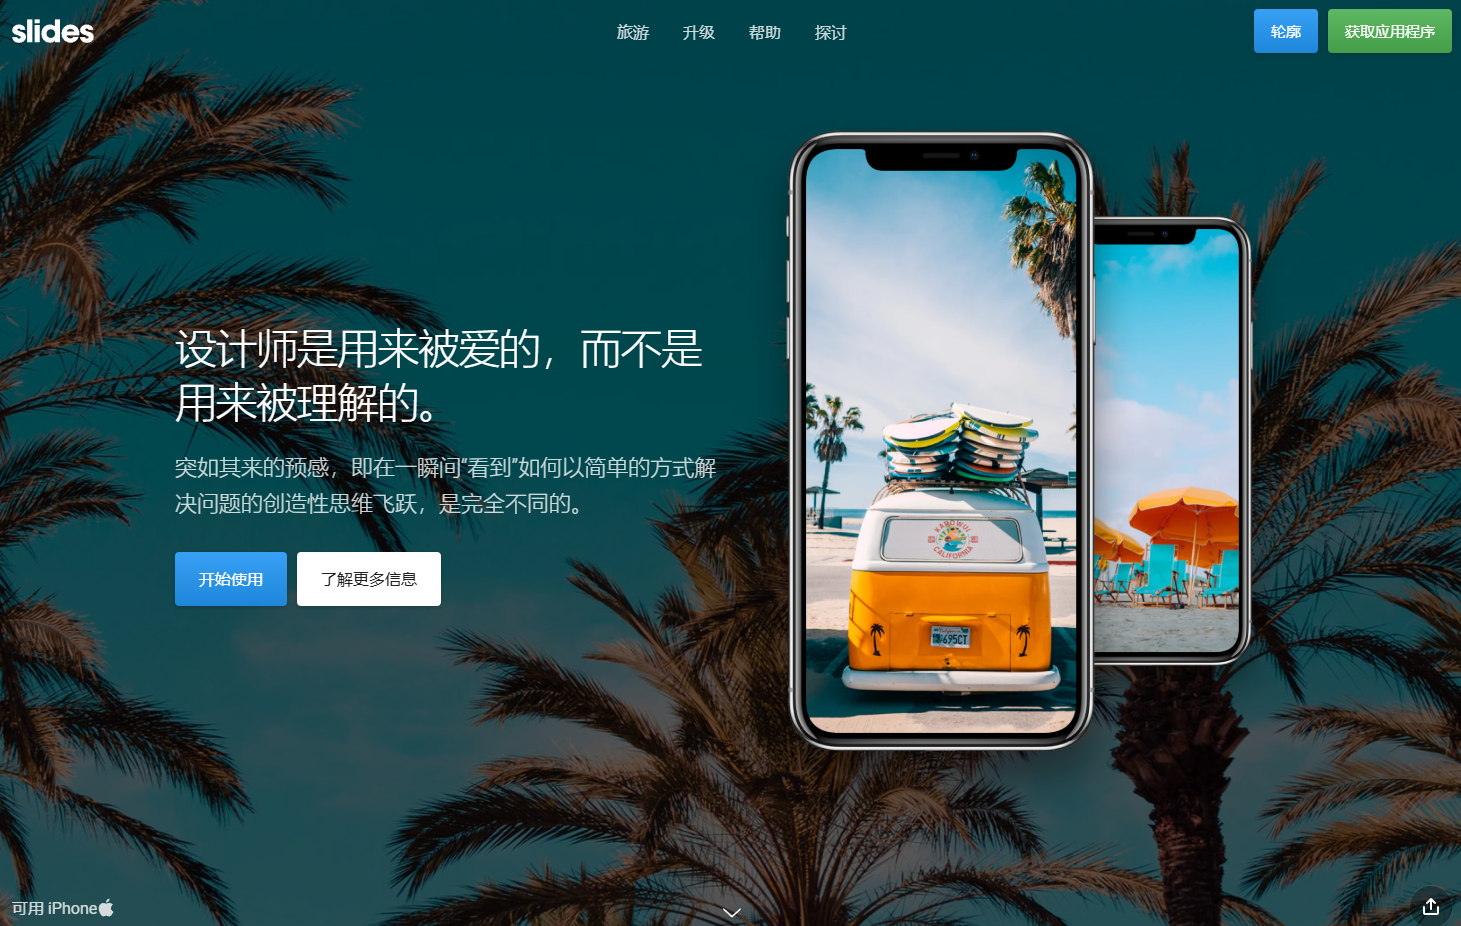 slides
旅游 升级 帮助 探讨
轮廓 获取应用程序
设计师是用来被爱的，而不是
用来被理解的。
突如其来的预感，即在一瞬间“看到”如何以简单的方式解
决问题的创造性思维飞跃，是完全不同的。
开始使用 了解更多信息
CALIFORNIA
可用 iPhone